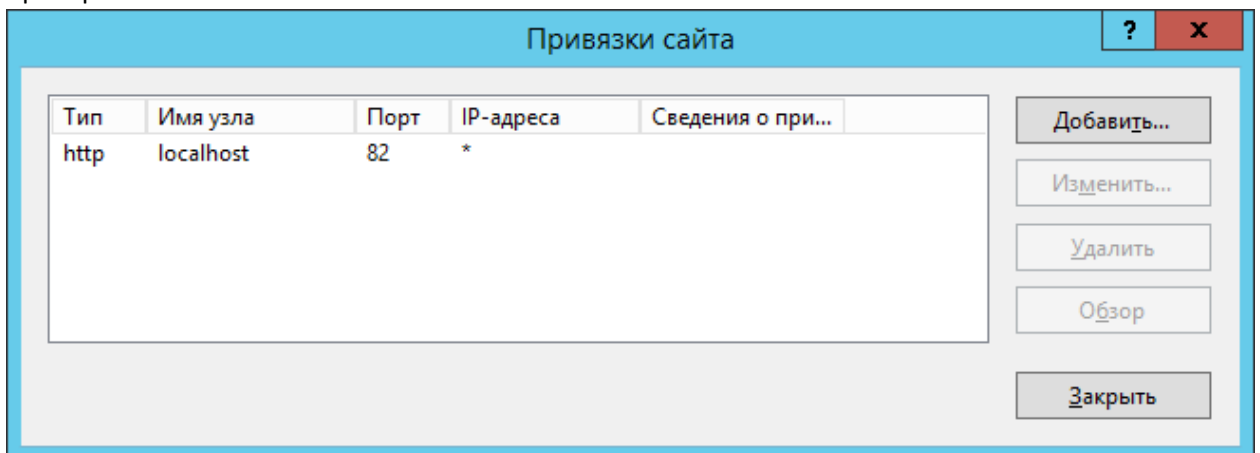 Привязки сайта
? x
Тип Имя узла Порт IP-адреса Сведения о при...
http localhost 82 *
Добавить...
Изменить...
Удалить
Обзор
Закрыть